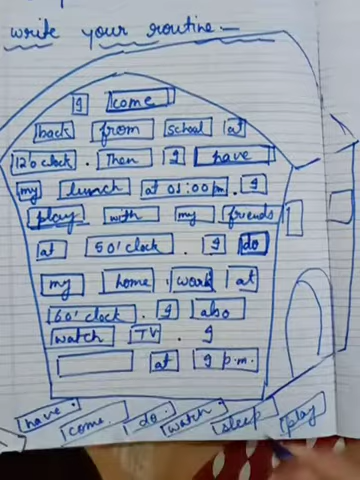 write your routine -
I come
back from school at
12'o clock. Then I have
my lunch at 01:00 pm. I
play with my friends
at 50' clock. I do
my home work at
60' clock. I also
watch TV. I
at 9 p.m.
have. come. do. watch. sleep play